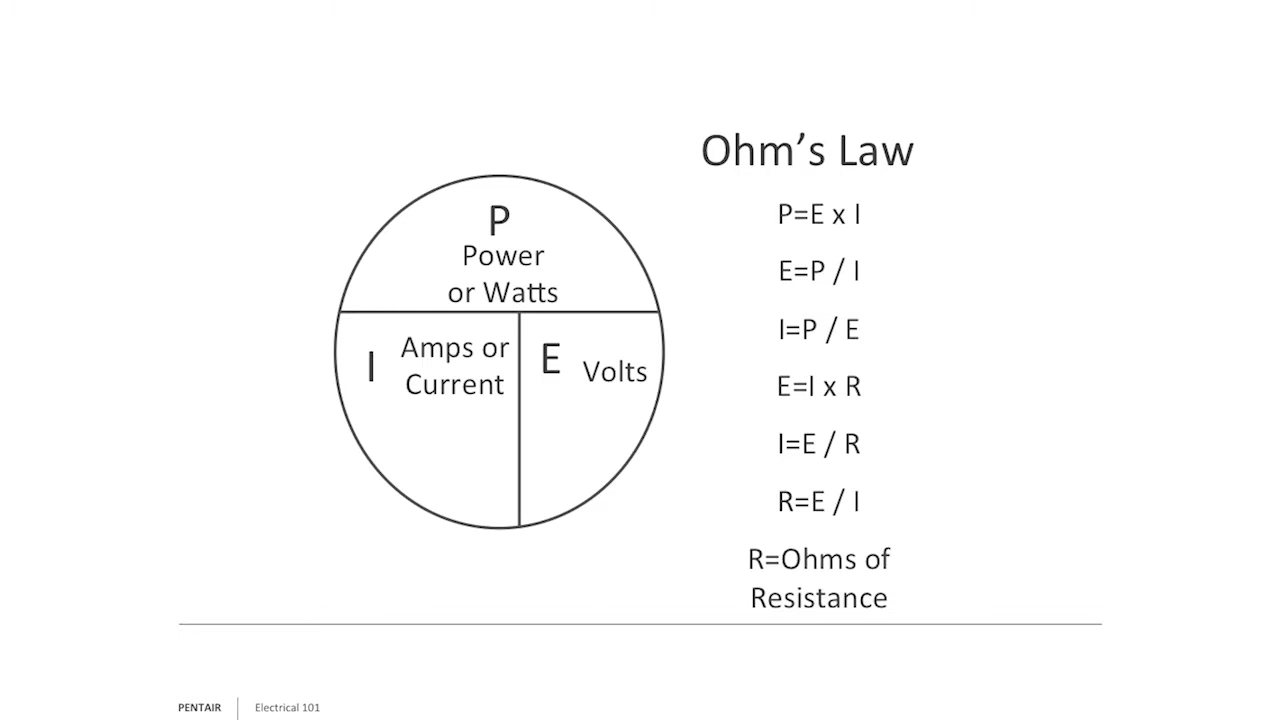 Ohm’s Law
P
Power
or Watts
I
Amps or
Current
E
Volts
P=E x I
E=P / I
I=P / E
E=I x R
I=E / R
R=E / I
R=Ohms of
Resistance
PENTAIR
Electrical 101